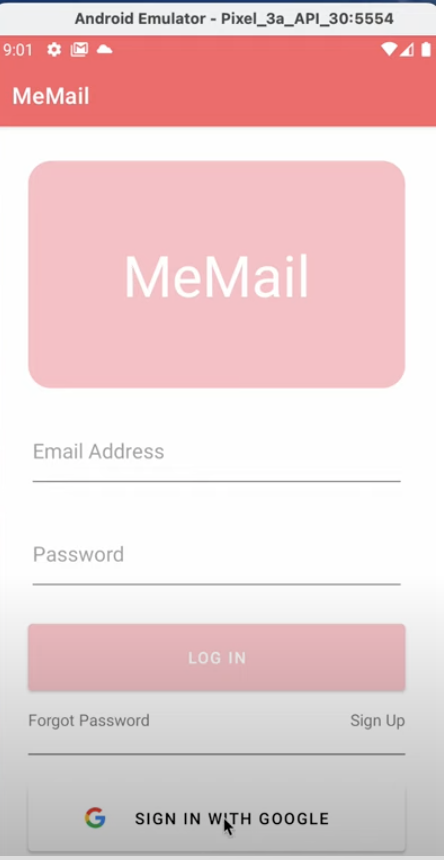 Android Emulator - Pixel_3a_API_30:5554
9:01
MeMail
MeMail
Email Address
Password
LOG IN
Forgot Password Sign Up
SIGN IN WITH GOOGLE